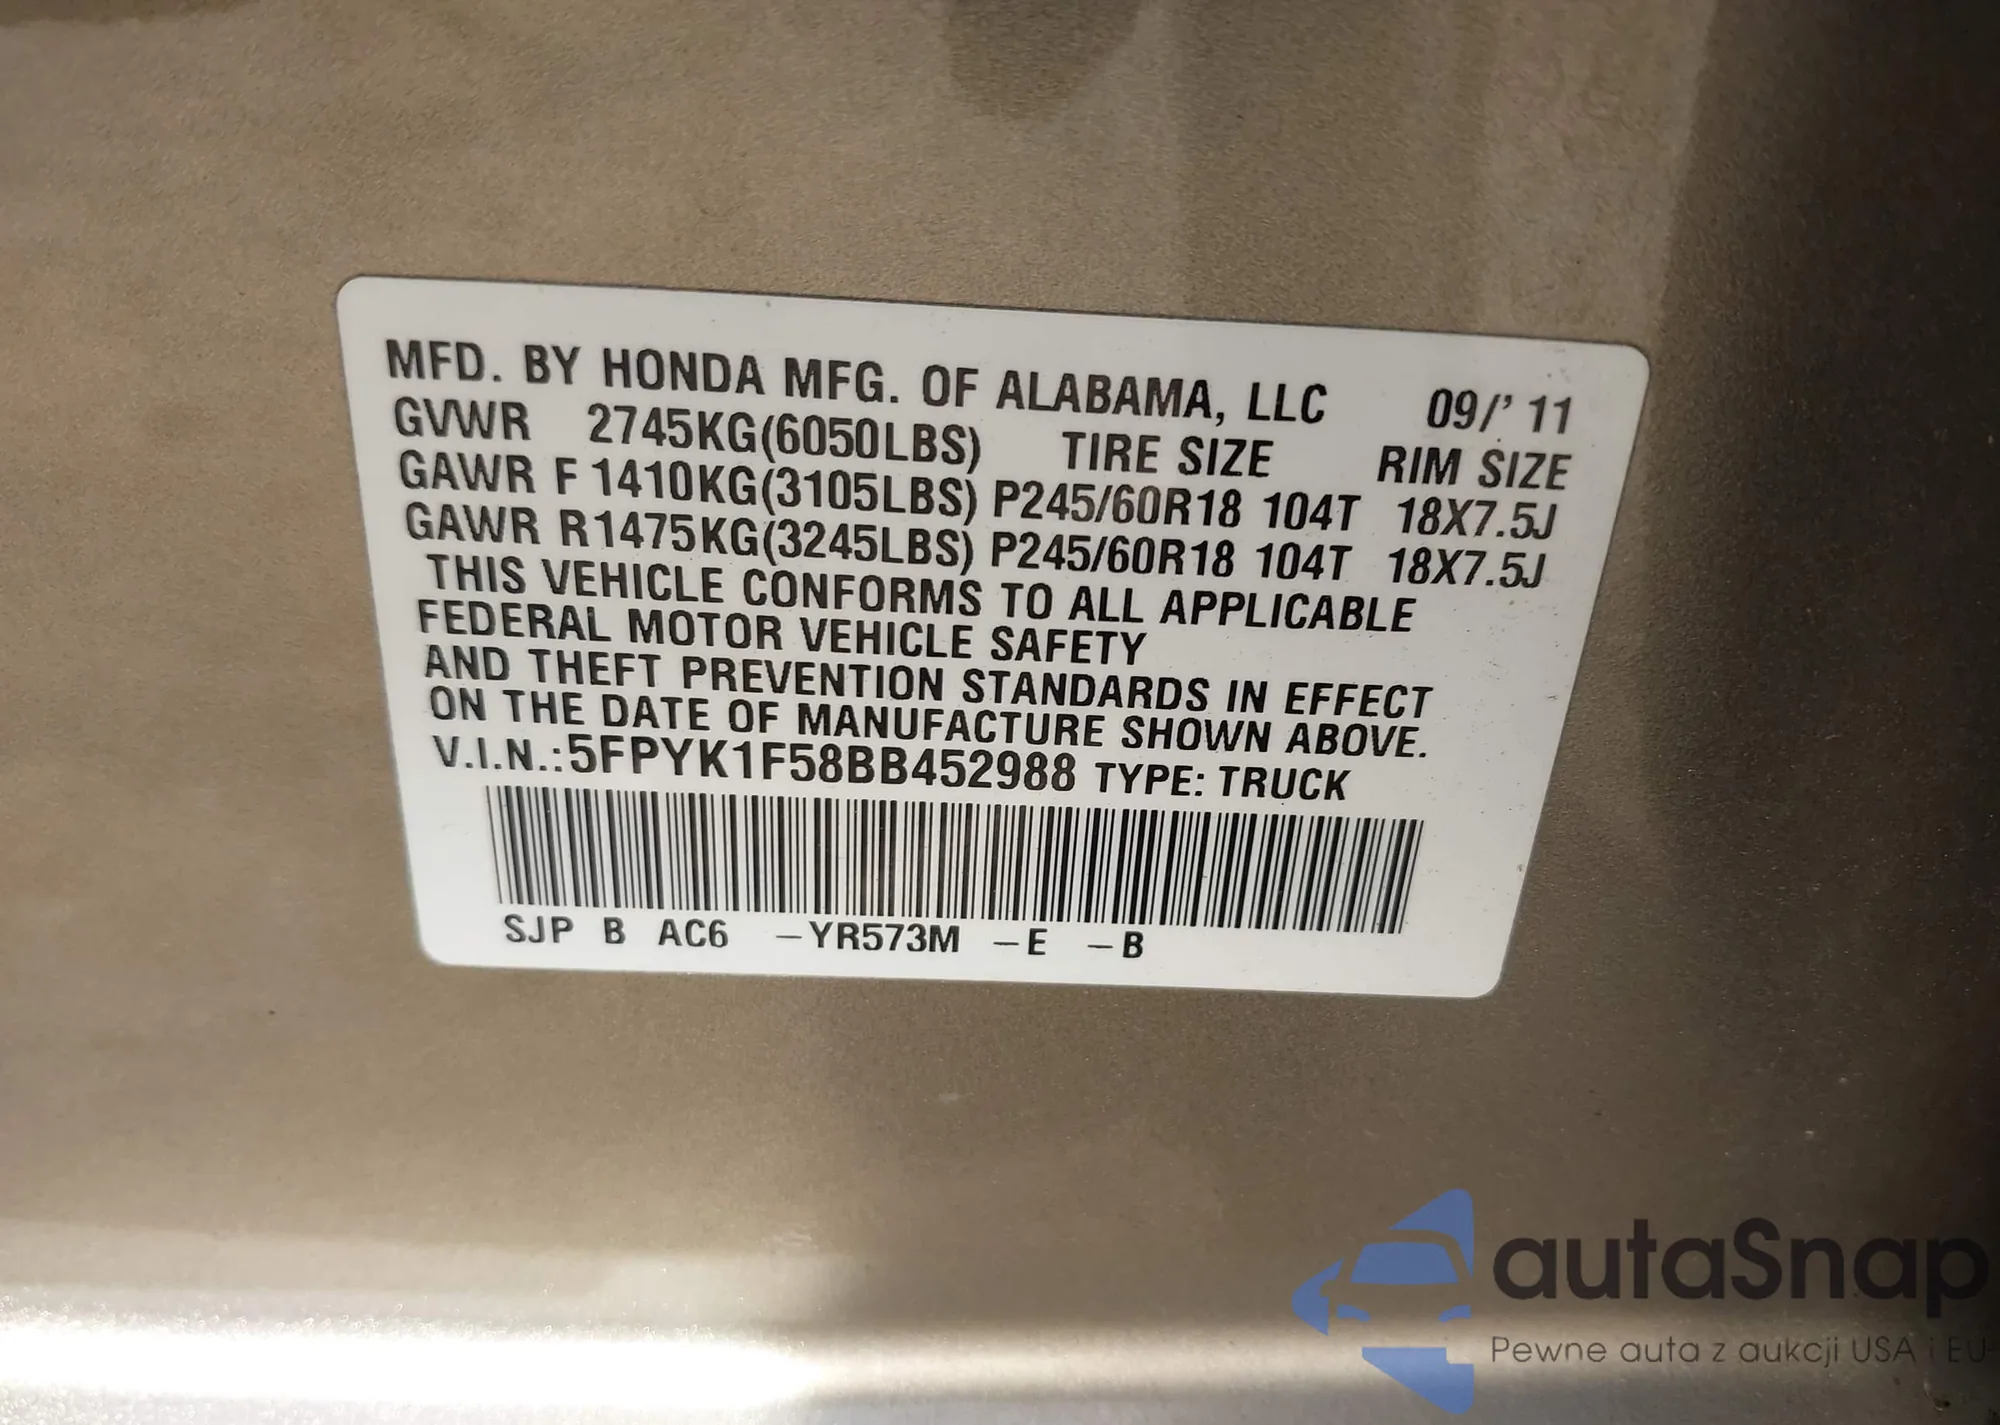 MFD. BY HONDA MFG. OF ALABAMA, LLC 09/' 11
GVWR 2745KG(6050LBS) TIRE SIZE RIM SIZE
GAWR F 1410KG(3105LBS) P245/60R18 104T 18X7.5J
GAWR R1475KG(3245LBS) P245/60R18 104T 18X7.5J
THIS VEHICLE CONFORMS TO ALL APPLICABLE
FEDERAL MOTOR VEHICLE SAFETY
AND THEFT PREVENTION STANDARDS IN EFFECT
ON THE DATE OF MANUFACTURE SHOWN ABOVE.
V.I.N.:5FPYK1F58BB452988 TYPE: TRUCK
SJP B AC6 -YR573M -E -B
autaSnap
Pewne auta z aukcji USA i EU